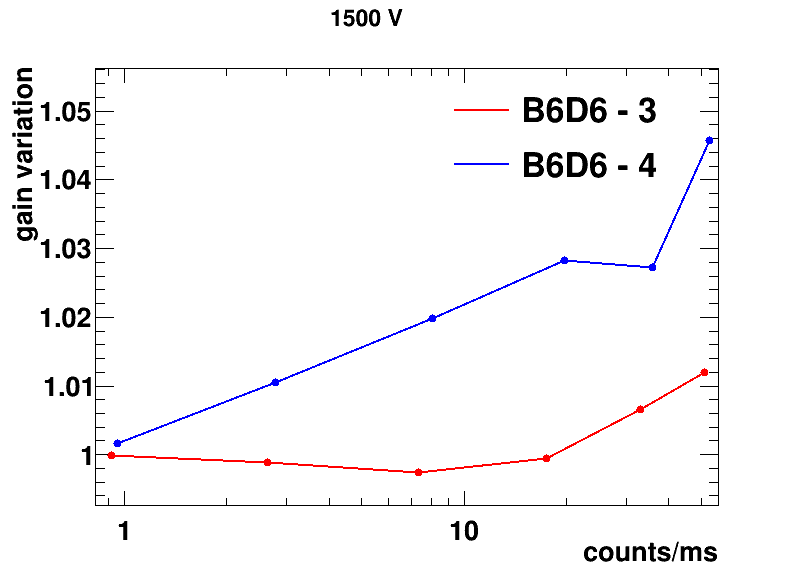 1500 V
gain variation
1.05
1.04
1.03
1.02
1.01
1
B6D6 - 3
B6D6 - 4
1
10
counts/ms